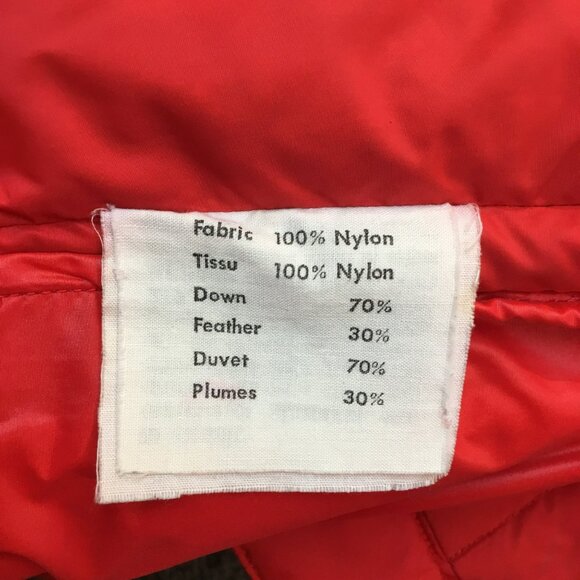 Fabric 100% Nylon
Tissu 100% Nylon
Down 70%
Feather 30%
Duvet 70%
Plumes 30%